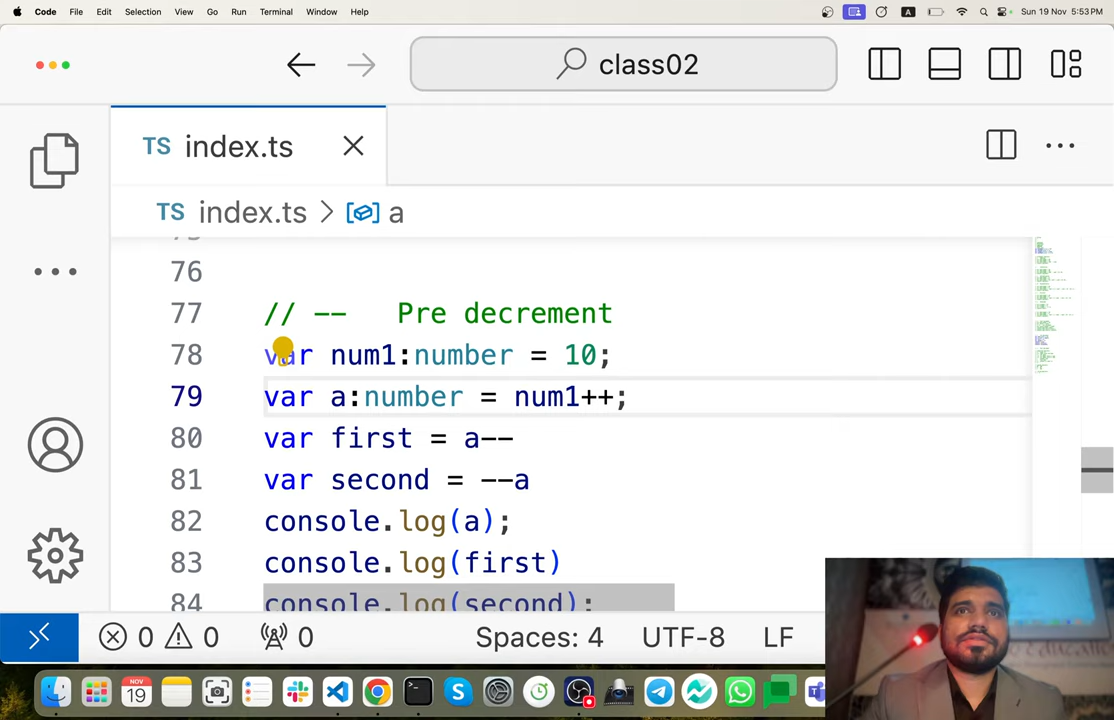 Code File Edit Selection View Go Run Terminal Window Help A Sun 19 Nov 5:53 PM
class02
TS index.ts
TS index.ts > a
76
77 // -- Pre decrement
78 var num1:number = 10;
79 var a:number = num1++;
80 var first = a--
81 var second = --a
82 console.log(a);
83 console.log(first)
84 console.log(second);
0 0 0 Spaces: 4 UTF-8 LF
NOV
19